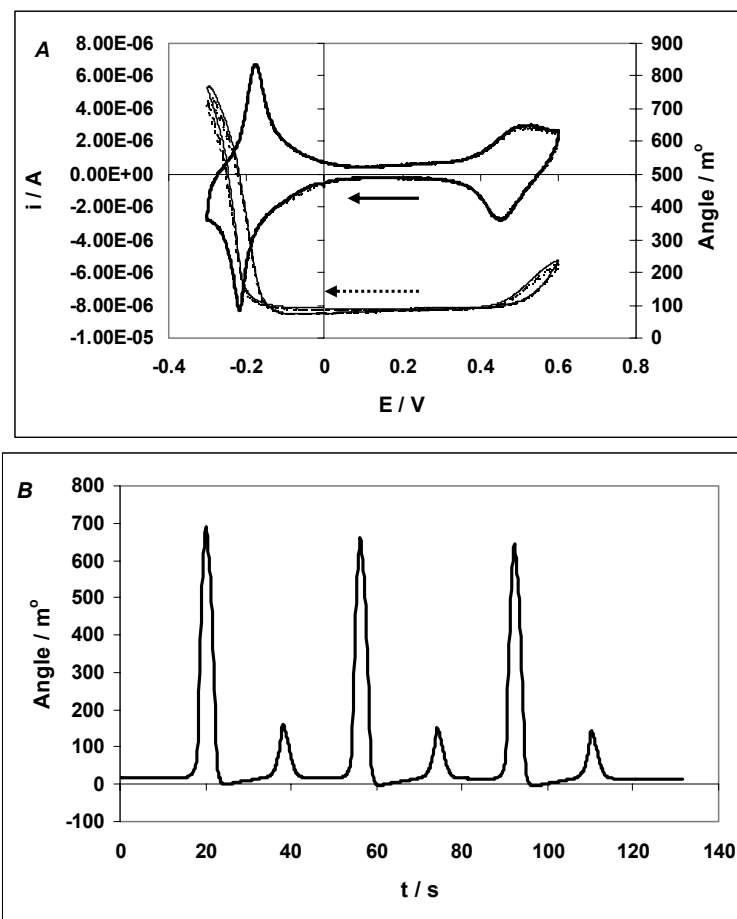 A
8.00E-06
6.00E-06
4.00E-06
2.00E-06
0.00E+00
-2.00E-06
-4.00E-06
-6.00E-06
-8.00E-06
-1.00E-05
i / A
900
800
700
600
500
400
300
200
100
0
Angle / mº
-0.4 -0.2 0 0.2 0.4 0.6 0.8
E / V
B
800
700
600
500
400
300
200
100
0
-100
Angle / mº
0 20 40 60 80 100 120 140
t / s